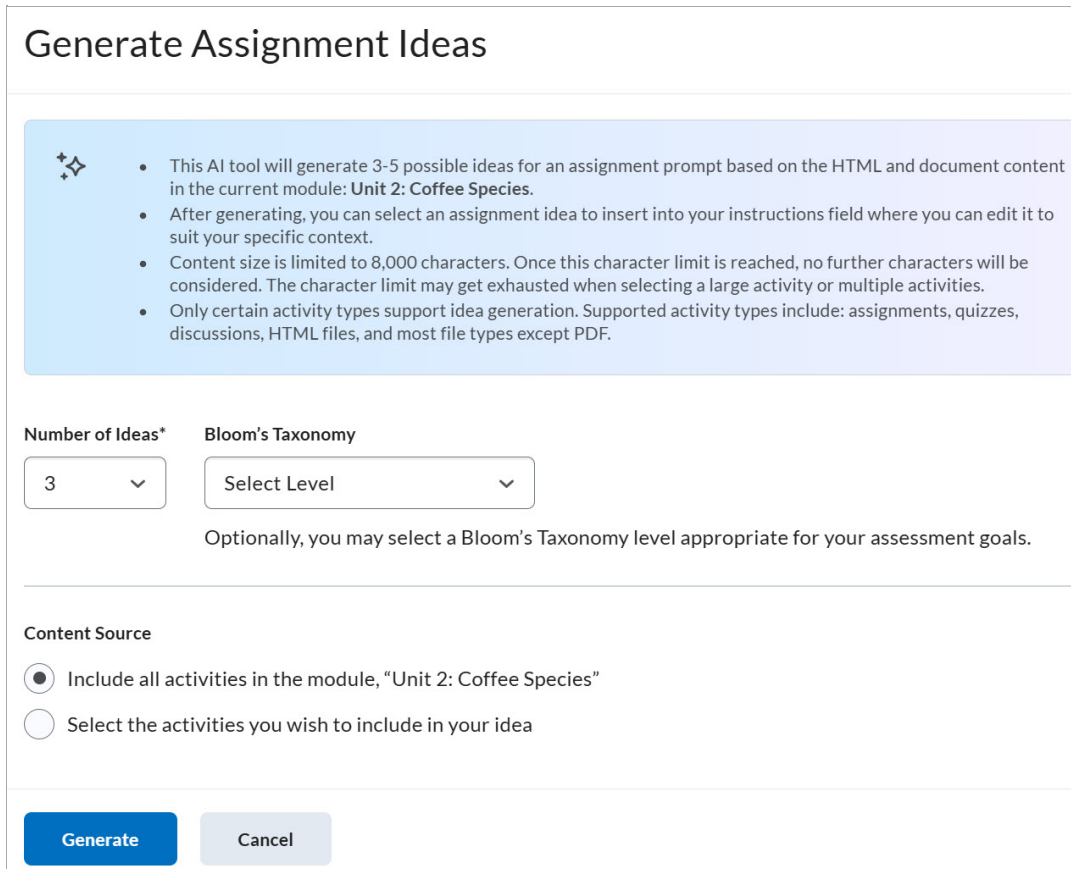 Generate Assignment Ideas
• This AI tool will generate 3-5 possible ideas for an assignment prompt based on the HTML and document content
in the current module: Unit 2: Coffee Species.
• After generating, you can select an assignment idea to insert into your instructions field where you can edit it to
suit your specific context.
• Content size is limited to 8,000 characters. Once this character limit is reached, no further characters will be
considered. The character limit may get exhausted when selecting a large activity or multiple activities.
• Only certain activity types support idea generation. Supported activity types include: assignments, quizzes,
discussions, HTML files, and most file types except PDF.
Number of Ideas* Bloom's Taxonomy
3 Select Level
Optionally, you may select a Bloom's Taxonomy level appropriate for your assessment goals.
Content Source
Include all activities in the module, “Unit 2: Coffee Species”
Select the activities you wish to include in your idea
Generate Cancel